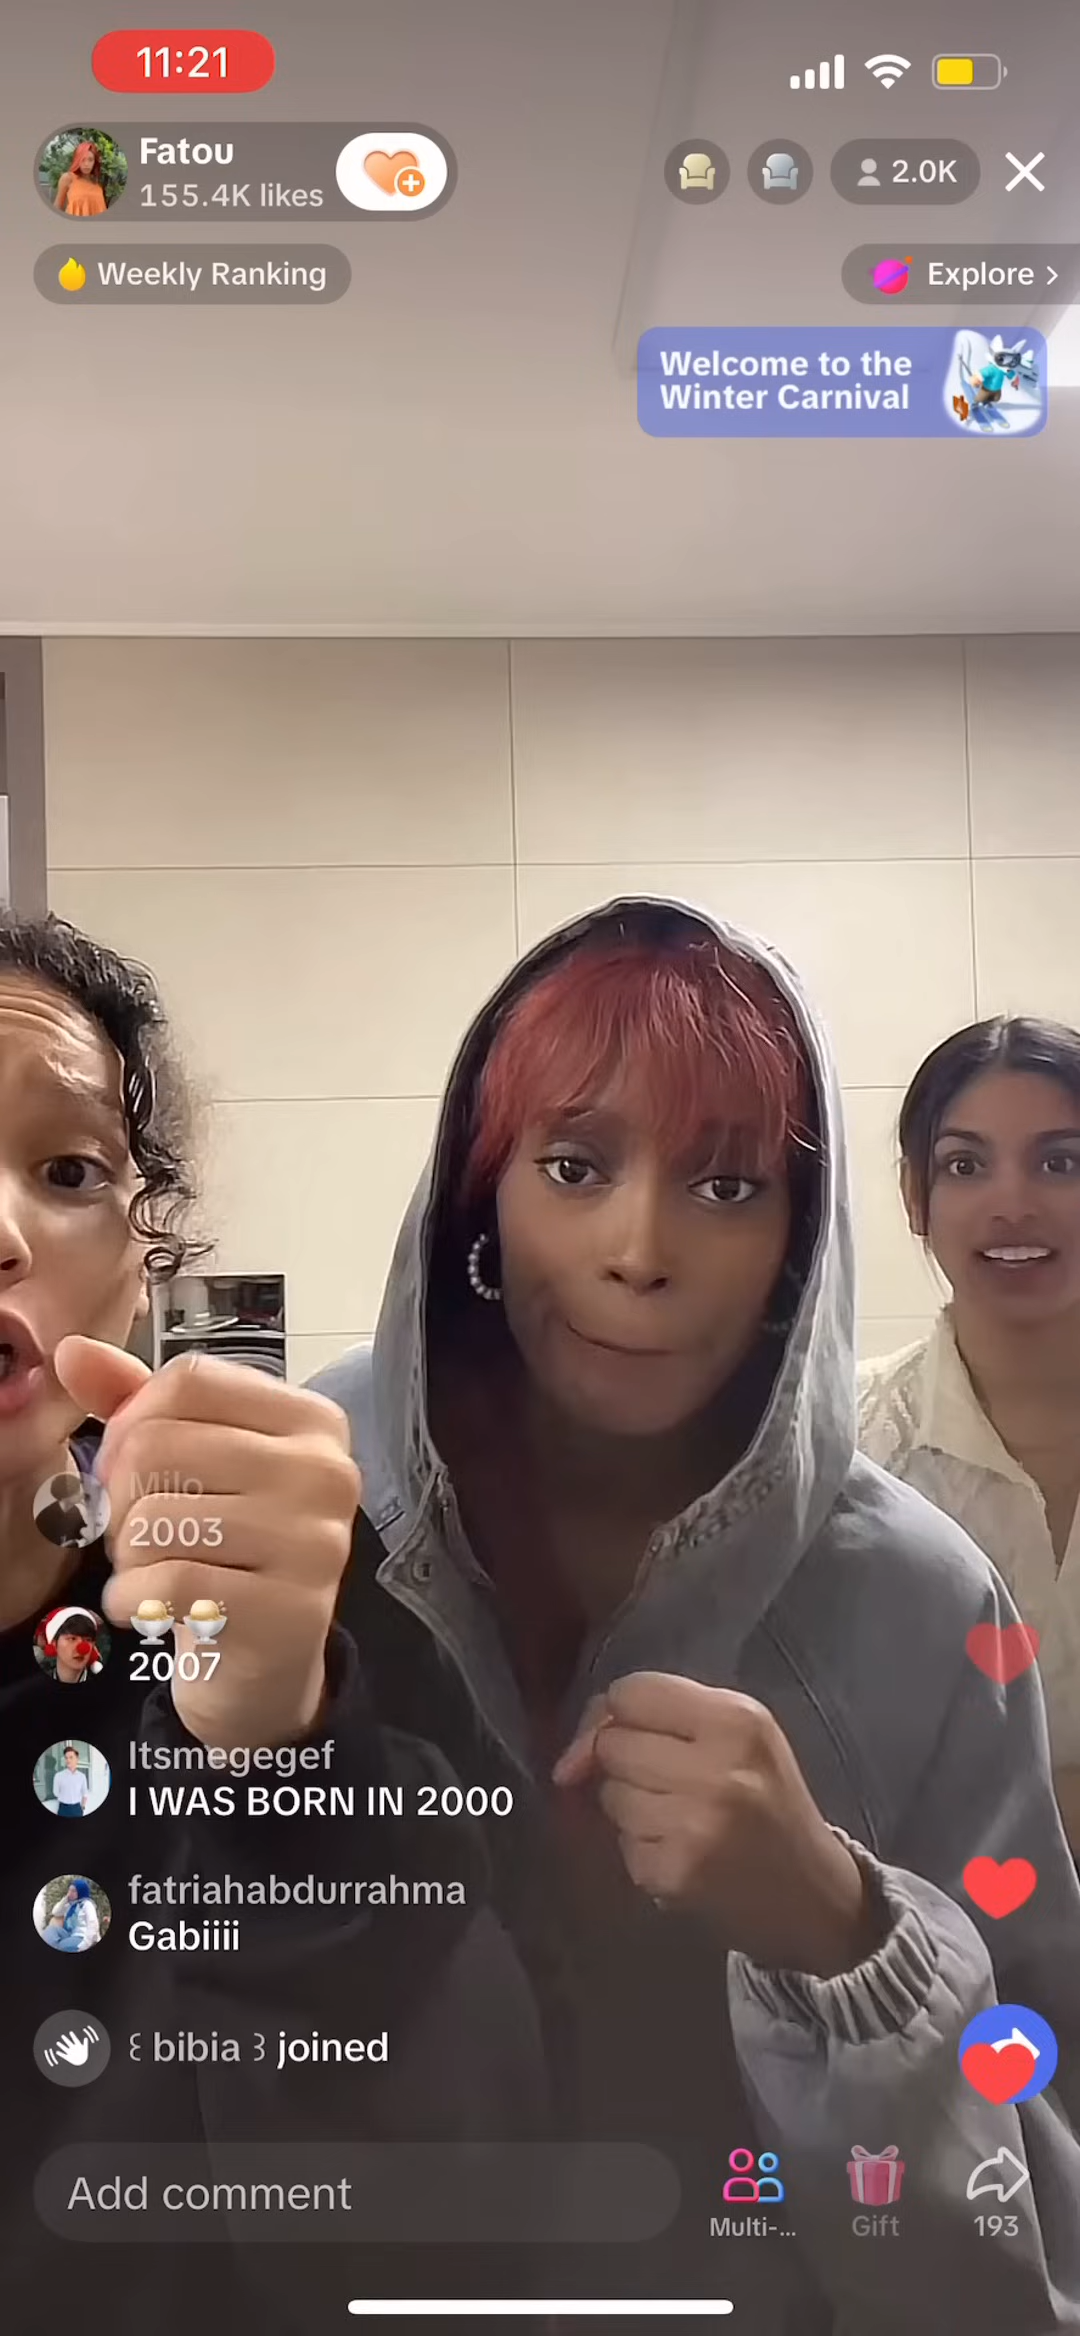 11:21
Fatou
155.4K likes
2.0K
Weekly Ranking
Explore >
Welcome to the
Winter Carnival
Milo
2003
🍨🍨
2007
Itsmegegef
I WAS BORN IN 2000
fatriahabdurrahma
Gabiiii
꒰ bibia ꒱ joined
Add comment
Multi-...
Gift
193